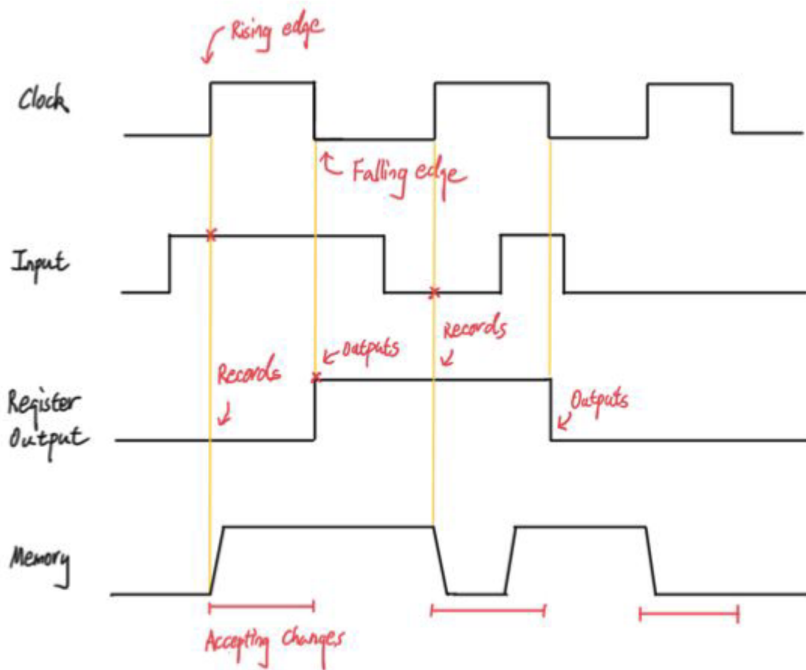 Rising edge
Clock
Falling edge
Input
Records
Outputs
Records
Outputs
Register
Output
Memory
Accepting changes